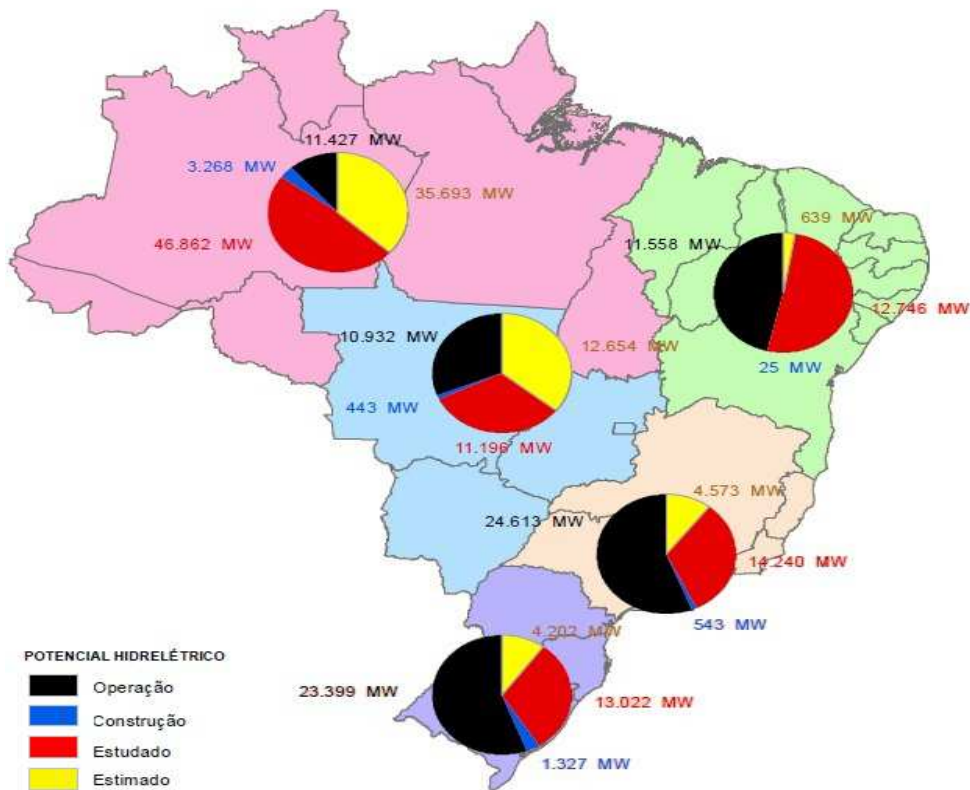 11.427 MW
3.268 MW
35.693 MW
46.862 MW
639 MW
11.558 MW
12.746 MW
25 MW
10.932 MW
12.654 MW
443 MW
11.196 MW
4.573 MW
24.613 MW
14.240 MW
543 MW
4.202 MW
23.399 MW
13.022 MW
1.327 MW
POTENCIAL HIDRELÉTRICO
Operação
Construção
Estudado
Estimado